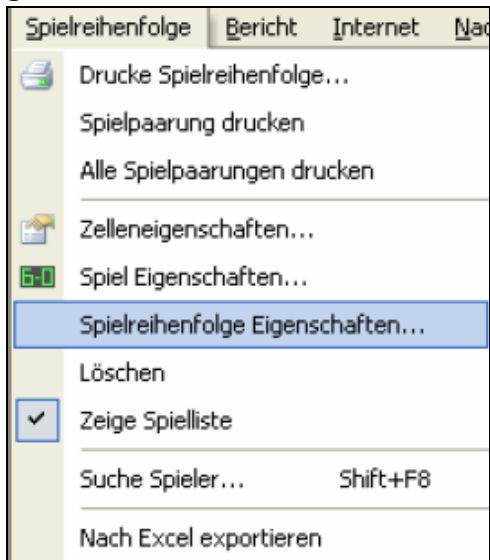 Spielreihenfolge Bericht Internet Nac
Drucke Spielreihenfolge...
Spielpaarung drucken
Alle Spielpaarungen drucken
Zelleneigenschaften...
6-0 Spiel Eigenschaften...
Spielreihenfolge Eigenschaften...
Löschen
Zeige Spielliste
Suche Spieler... Shift+F8
Nach Excel exportieren